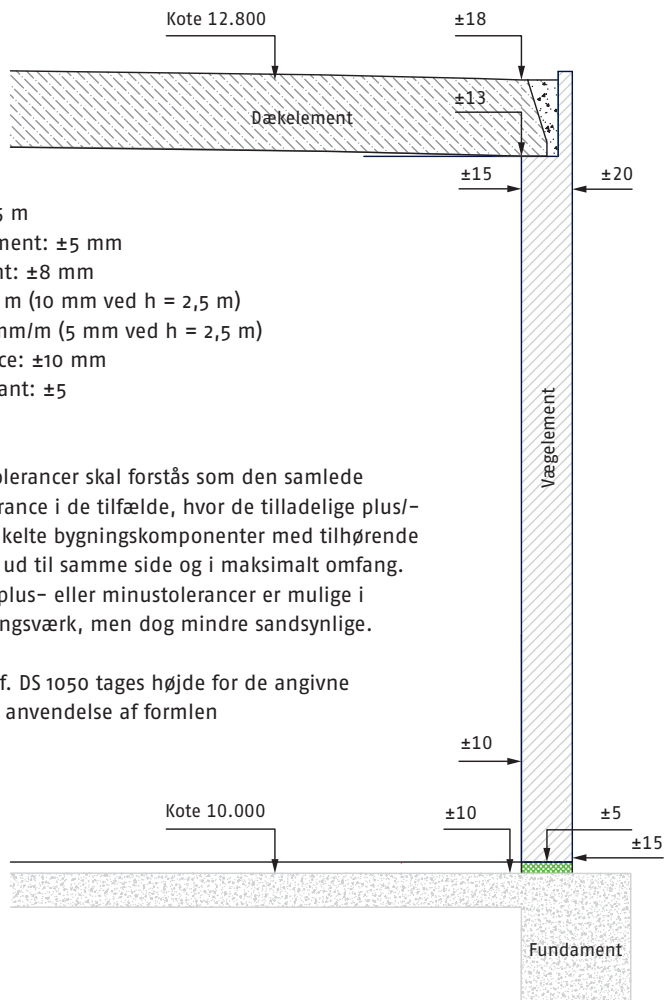 Kote 12.800
±18
Dækelement
±13
±15
±20
5 m
ment: ±5 mm
nt: ±8 mm
m (10 mm ved h = 2,5 m)
mm/m (5 mm ved h = 2,5 m)
ce: ±10 mm
ant: ±5
Vægelement
olerancer skal forstås som den samlede
rance i de tilfælde, hvor de tilladelige plus/-
kelte bygningskomponenter med tilhørende
ud til samme side og i maksimalt omfang.
plus- eller minustolerancer er mulige i
ngsværk, men dog mindre sandsynlige.
f. DS 1050 tages højde for de angivne
anvendelse af formlen
±10
Kote 10.000
±10
±5
±15
Fundament